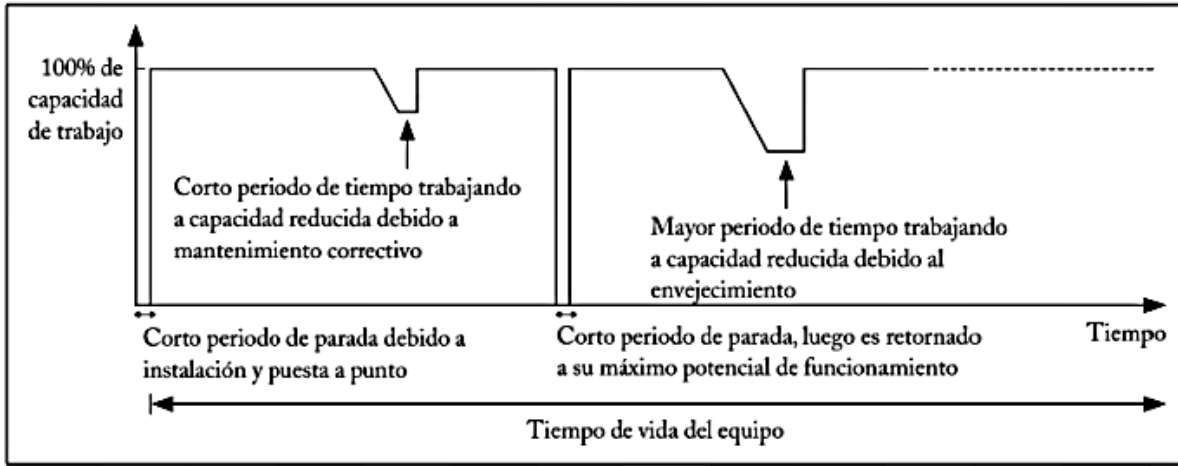 100% de
capacidad
de trabajo
Corto periodo de tiempo trabajando
a capacidad reducida debido a
mantenimiento correctivo
Mayor periodo de tiempo trabajando
a capacidad reducida debido al
envejecimiento
Corto periodo de parada debido a
instalación y puesta a punto
Corto periodo de parada, luego es retornado
a su máximo potencial de funcionamiento
Tiempo
Tiempo de vida del equipo